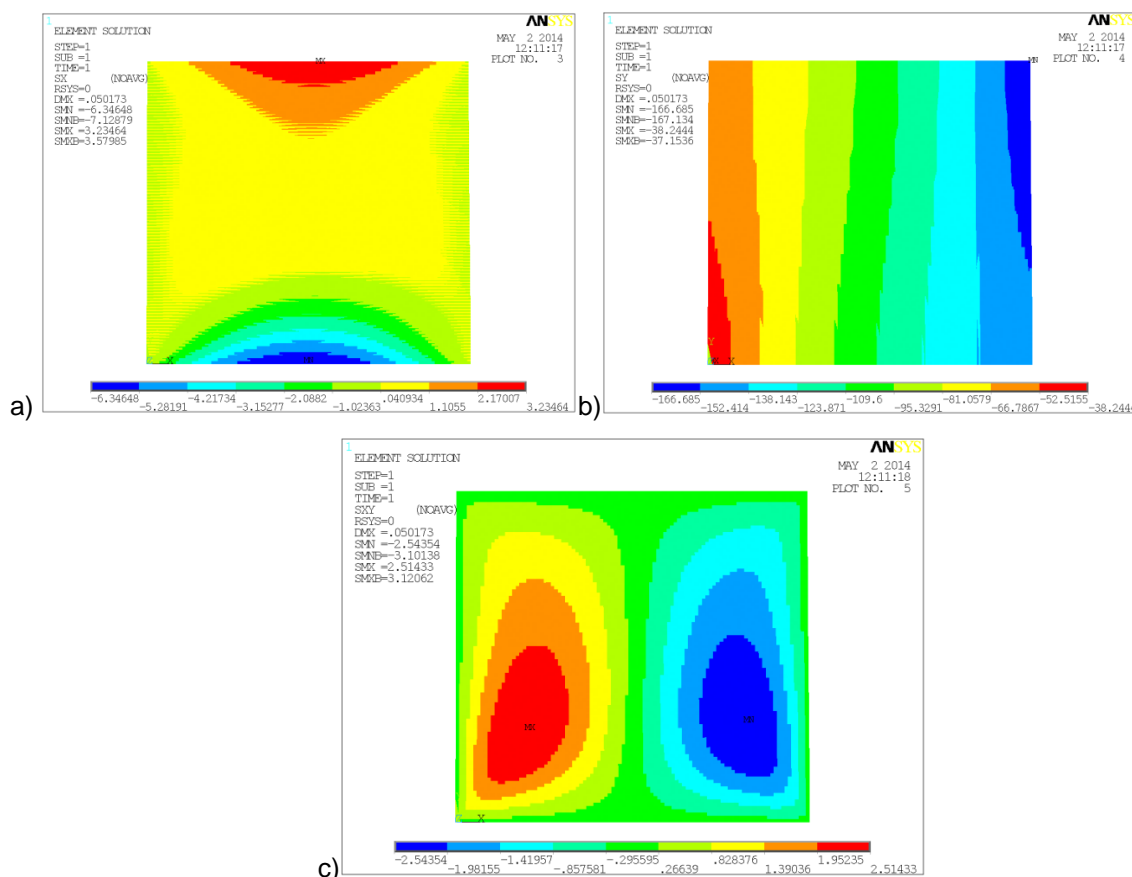 1
ANSYS
ELEMENT SOLUTION
MAY 2 2014
12:11:17
PLOT NO. 3
STEP=1
SUB =1
TIME=1
SX (NOAVG)
RSYS=0
DMX =.050173
SMN =-6.34648
SMNB=-7.12879
SMX =3.23464
SMXB=3.57985
MX
X
-6.34648 -4.21734 -2.0882 .040934 2.17007
-5.28191 -3.15277 -1.02363 1.1055 3.23464
a)
1
ANSYS
ELEMENT SOLUTION
MAY 2 2014
12:11:17
PLOT NO. 4
STEP=1
SUB =1
TIME=1
SY (NOAVG)
RSYS=0
DMX =.050173
SMN =-166.685
SMNB=-167.134
SMX =-38.2444
SMXB=-37.1536
MN
Y
X
-166.685 -138.143 -109.6 -81.0579 -52.5155
-152.414 -123.871 -95.3291 -66.7867 -38.2444
b)
1
ANSYS
ELEMENT SOLUTION
MAY 2 2014
12:11:18
PLOT NO. 5
STEP=1
SUB =1
TIME=1
SXY (NOAVG)
RSYS=0
DMX =.050173
SMN =-2.54354
SMNB=-3.10138
SMX =2.51433
SMXB=3.12062
MX
X
-2.54354 -1.41957 -.295595 .828376 1.95235
-1.98155 -.857581 .26639 1.39036 2.51433
c)